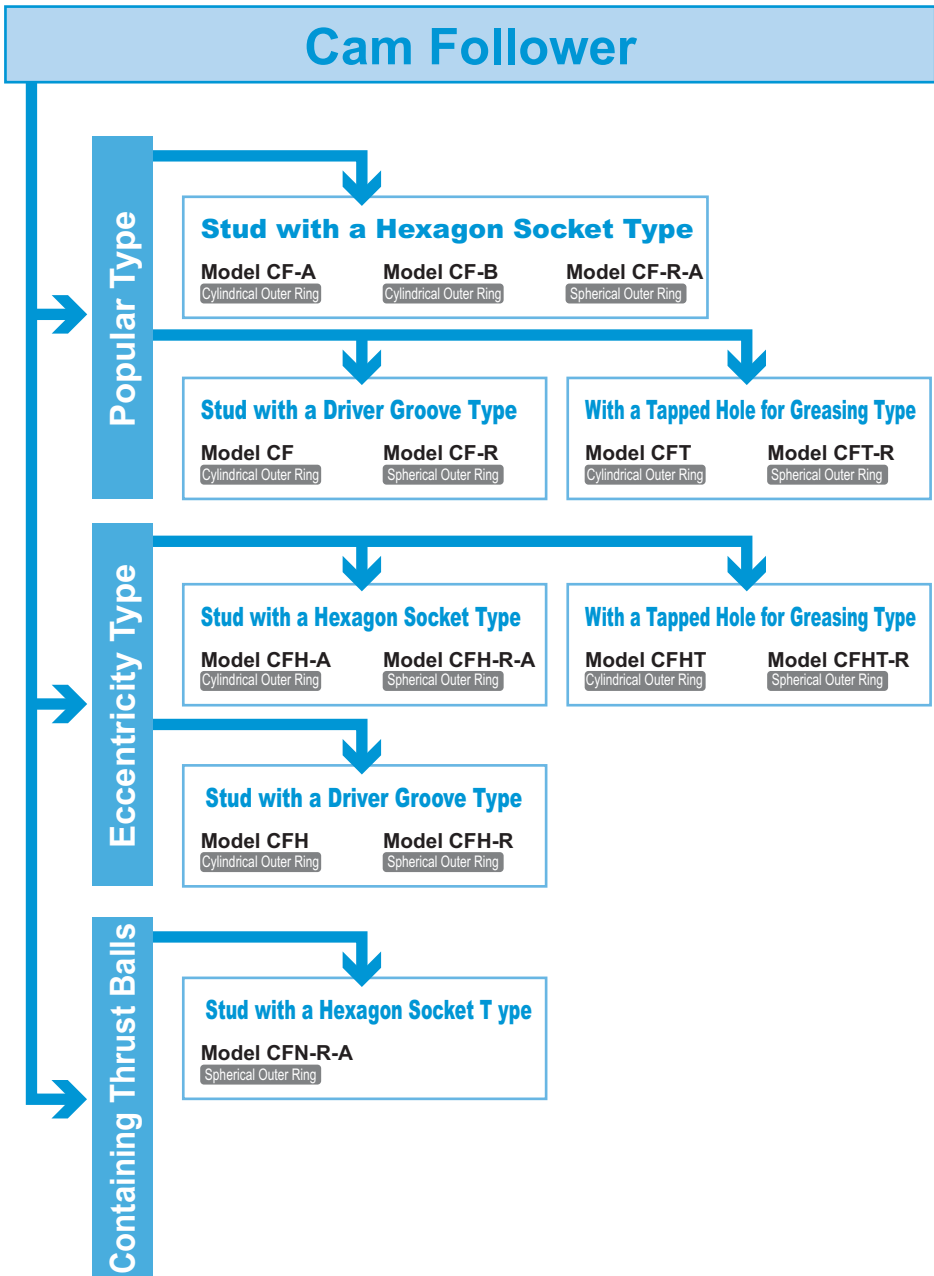 Cam Follower
Popular Type
Stud with a Hexagon Socket Type
Model CF-A
Cylindrical Outer Ring
Model CF-B
Cylindrical Outer Ring
Model CF-R-A
Spherical Outer Ring
Stud with a Driver Groove Type
Model CF
Cylindrical Outer Ring
Model CF-R
Spherical Outer Ring
With a Tapped Hole for Greasing Type
Model CFT
Cylindrical Outer Ring
Model CFT-R
Spherical Outer Ring
Eccentricity Type
Stud with a Hexagon Socket Type
Model CFH-A
Cylindrical Outer Ring
Model CFH-R-A
Spherical Outer Ring
With a Tapped Hole for Greasing Type
Model CFHT
Cylindrical Outer Ring
Model CFHT-R
Spherical Outer Ring
Stud with a Driver Groove Type
Model CFH
Cylindrical Outer Ring
Model CFH-R
Spherical Outer Ring
Containing Thrust Balls
Stud with a Hexagon Socket T ype
Model CFN-R-A
Spherical Outer Ring